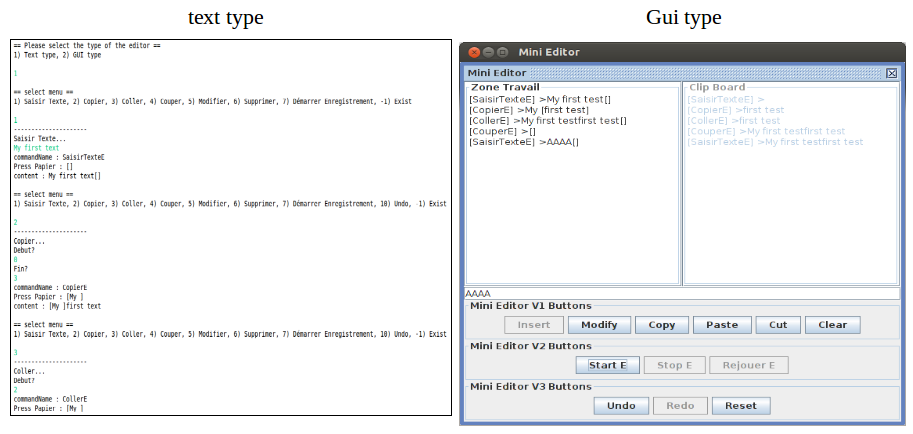 text type
== Please select the type of the editor ==
1) Text type, 2) GUI type
1
== select menu ==
1) Saisir Texte, 2) Copier, 3) Coller, 4) Couper, 5) Modifier, 6) Supprimer, 7) Démarrer Enregistrement, -1) Exist
1
---------------------
Saisir Texte...
My first text
commandName : SaisirTexteE
Press Papier : []
content : My first text[]
== select menu ==
1) Saisir Texte, 2) Copier, 3) Coller, 4) Couper, 5) Modifier, 6) Supprimer, 7) Démarrer Enregistrement, 10) Undo, -1) Exist
2
---------------------
Copier...
Debut?
0
Fin?
3
commandName : CopierE
Press Papier : [My ]
content : [My ]first text
== select menu ==
1) Saisir Texte, 2) Copier, 3) Coller, 4) Couper, 5) Modifier, 6) Supprimer, 7) Démarrer Enregistrement, 10) Undo, -1) Exist
3
---------------------
Coller...
Debut?
2
commandName : CollerE
Press Papier : [My ]
Gui type
Mini Editor
Mini Editor
Zone Travail
[SaisirTexteE] >My first test[]
[CopierE] >My [first test]
[CollerE] >My first testfirst test[]
[CouperE] >[]
[SaisirTexteE] >AAAA[]
Clip Board
[SaisirTexteE] >
[CopierE] >first test
[CollerE] >first test
[CouperE] >My first testfirst test
[SaisirTexteE] >My first testfirst test
AAAA
Mini Editor V1 Buttons
Insert Modify Copy Paste Cut Clear
Mini Editor V2 Buttons
Start E Stop E Rejouer E
Mini Editor V3 Buttons
Undo Redo Reset